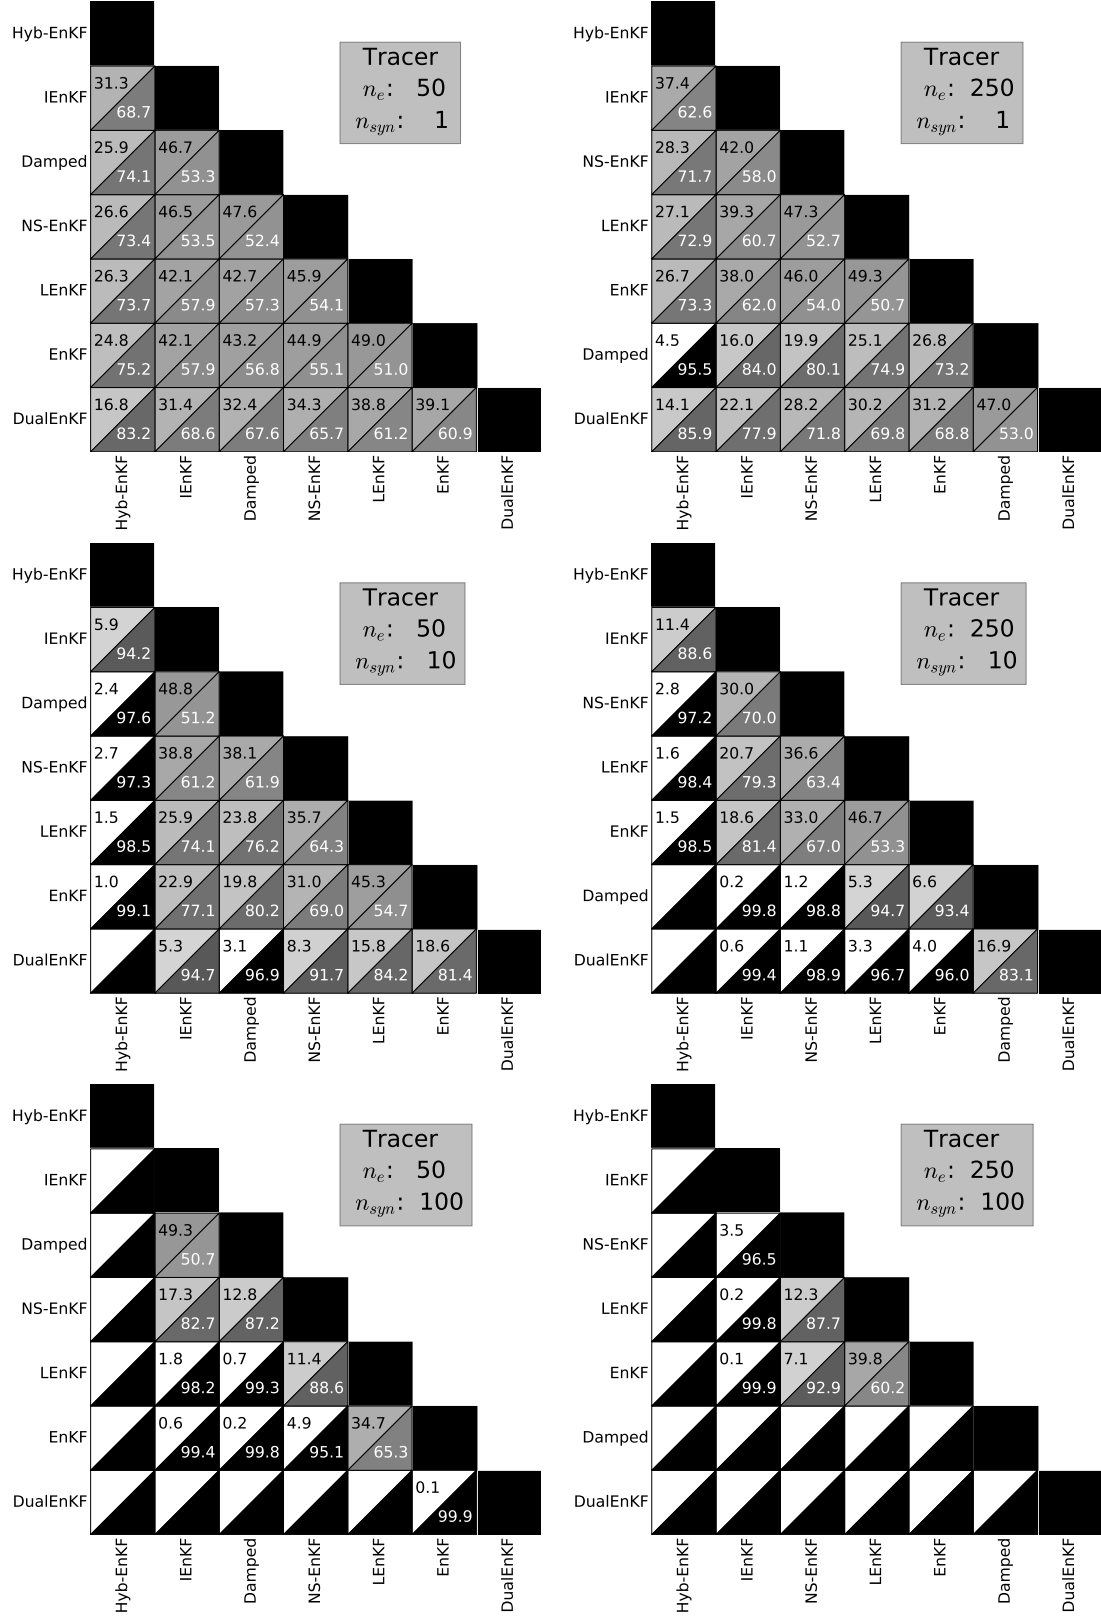 Hyb-EnKF
Tracer
n_e: 50
n_syn: 1
IEnKF 31.3 68.7
Damped 25.9 74.1 46.7 53.3
NS-EnKF 26.6 73.4 46.5 53.5 47.6 52.4
LEnKF 26.3 73.7 42.1 57.9 42.7 57.3 45.9 54.1
EnKF 24.8 75.2 42.1 57.9 43.2 56.8 44.9 55.1 49.0 51.0
DualEnKF 16.8 83.2 31.4 68.6 32.4 67.6 34.3 65.7 38.8 61.2 39.1 60.9
Hyb-EnKF IEnKF Damped NS-EnKF LEnKF EnKF DualEnKF
Hyb-EnKF
Tracer
n_e: 250
n_syn: 1
IEnKF 37.4 62.6
NS-EnKF 28.3 71.7 42.0 58.0
LEnKF 27.1 72.9 39.3 60.7 47.3 52.7
EnKF 26.7 73.3 38.0 62.0 46.0 54.0 49.3 50.7
Damped 4.5 95.5 16.0 84.0 19.9 80.1 25.1 74.9 26.8 73.2
DualEnKF 14.1 85.9 22.1 77.9 28.2 71.8 30.2 69.8 31.2 68.8 47.0 53.0
Hyb-EnKF IEnKF NS-EnKF LEnKF EnKF Damped DualEnKF
Hyb-EnKF
Tracer
n_e: 50
n_syn: 10
IEnKF 5.9 94.2
Damped 2.4 97.6 48.8 51.2
NS-EnKF 2.7 97.3 38.8 61.2 38.1 61.9
LEnKF 1.5 98.5 25.9 74.1 23.8 76.2 35.7 64.3
EnKF 1.0 99.1 22.9 77.1 19.8 80.2 31.0 69.0 45.3 54.7
DualEnKF 5.3 94.7 3.1 96.9 8.3 91.7 15.8 84.2 18.6 81.4
Hyb-EnKF IEnKF Damped NS-EnKF LEnKF EnKF DualEnKF
Hyb-EnKF
Tracer
n_e: 250
n_syn: 10
IEnKF 11.4 88.6
NS-EnKF 2.8 97.2 30.0 70.0
LEnKF 1.6 98.4 20.7 79.3 36.6 63.4
EnKF 1.5 98.5 18.6 81.4 33.0 67.0 46.7 53.3
Damped 0.2 99.8 1.2 98.8 5.3 94.7 6.6 93.4
DualEnKF 0.6 99.4 1.1 98.9 3.3 96.7 4.0 96.0 16.9 83.1
Hyb-EnKF IEnKF NS-EnKF LEnKF EnKF Damped DualEnKF
Hyb-EnKF
Tracer
n_e: 50
n_syn: 100
IEnKF
Damped 49.3 50.7
NS-EnKF 17.3 82.7 12.8 87.2
LEnKF 1.8 98.2 0.7 99.3 11.4 88.6
EnKF 0.6 99.4 0.2 99.8 4.9 95.1 34.7 65.3
DualEnKF 0.1 99.9
Hyb-EnKF IEnKF Damped NS-EnKF LEnKF EnKF DualEnKF
Hyb-EnKF
Tracer
n_e: 250
n_syn: 100
IEnKF
NS-EnKF 3.5 96.5
LEnKF 0.2 99.8 12.3 87.7
EnKF 0.1 99.9 7.1 92.9 39.8 60.2
Damped
DualEnKF
Hyb-EnKF IEnKF NS-EnKF LEnKF EnKF Damped DualEnKF